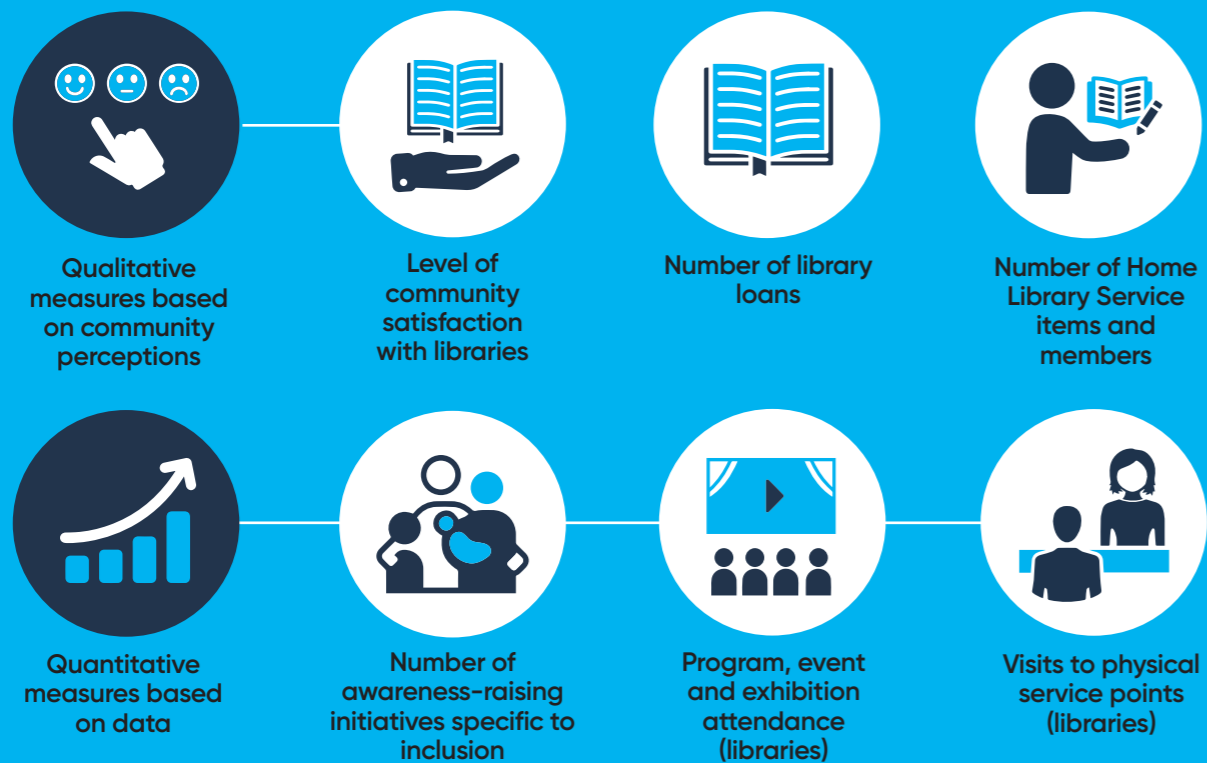 Qualitative
measures based
on community
perceptions
Level of
community
satisfaction
with libraries
Number of library
loans
Number of Home
Library Service
items and
members
Quantitative
measures based
on data
Number of
awareness-raising
initiatives specific to
inclusion
Program, event
and exhibition
attendance
(libraries)
Visits to physical
service points
(libraries)